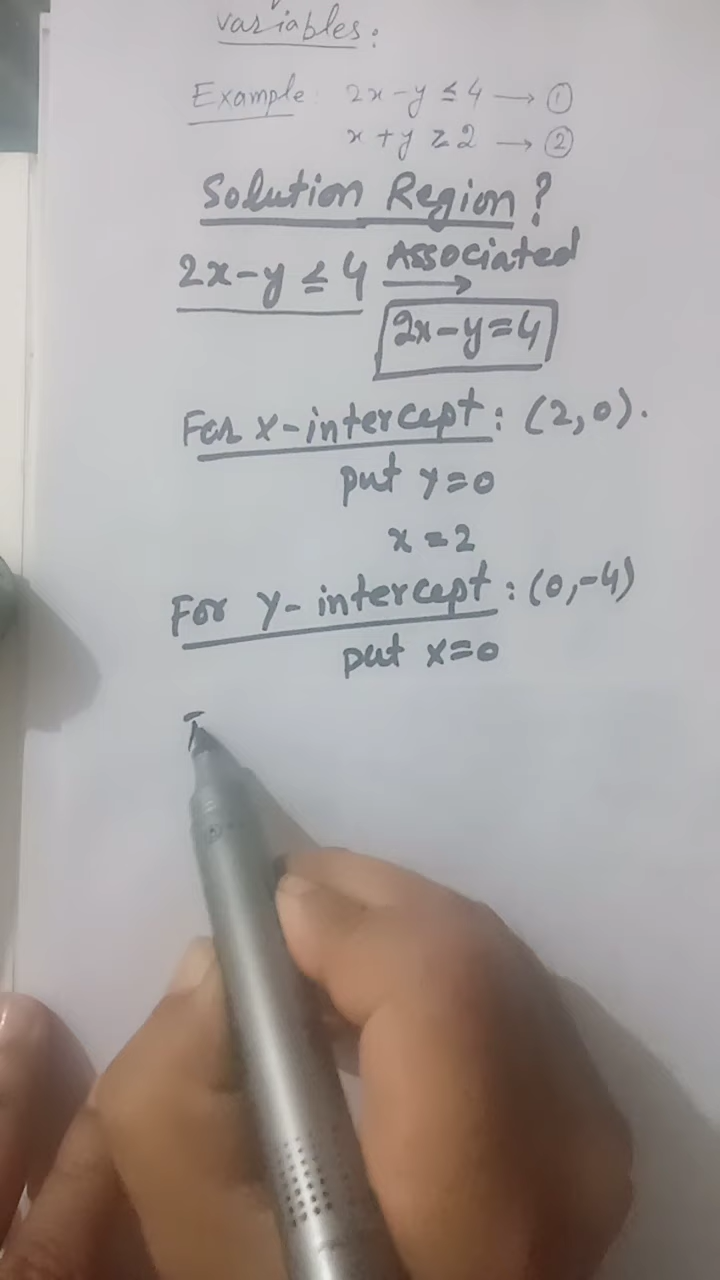 variables:
Example: 2x-y ≤ 4 → ①
x+y ≥ 2 → ②
Solution Region?
2x-y ≤ 4 Associated →
2x-y=4
For x-intercept: (2,0).
put y=0
x=2
For y-intercept: (0,-4)
put x=0